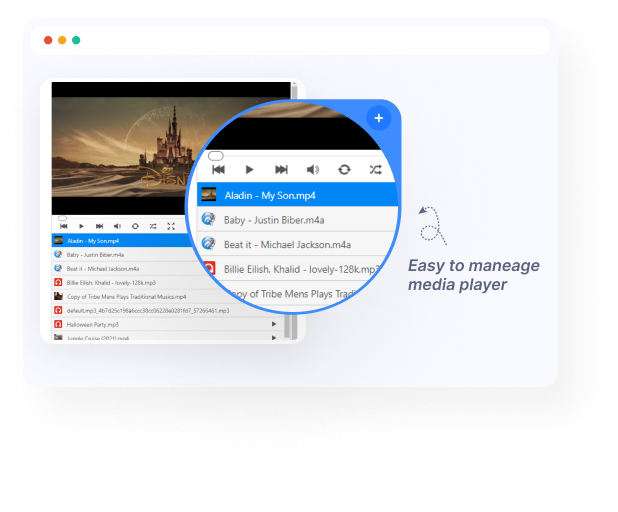 DISNEY
Aladin - My Son.mp4
Baby - Justin Biber.m4a
Beat it - Michael Jackson.m4a
Billie Eilish, Khalid - lovely-128k.mp3
Copy of Tribe Mens Plays Traditional Musics.mp4
Halloween Party.mp3
Jungle Cruise (2021).mp4
Aladin - My Son.mp4
Baby - Justin Biber.m4a
Beat it - Michael Jackson.m4a
Billie Eilish, Khalid - lovely-128k.mp3
Copy of Tribe Mens Plays Tradi
Easy to maneage
media player